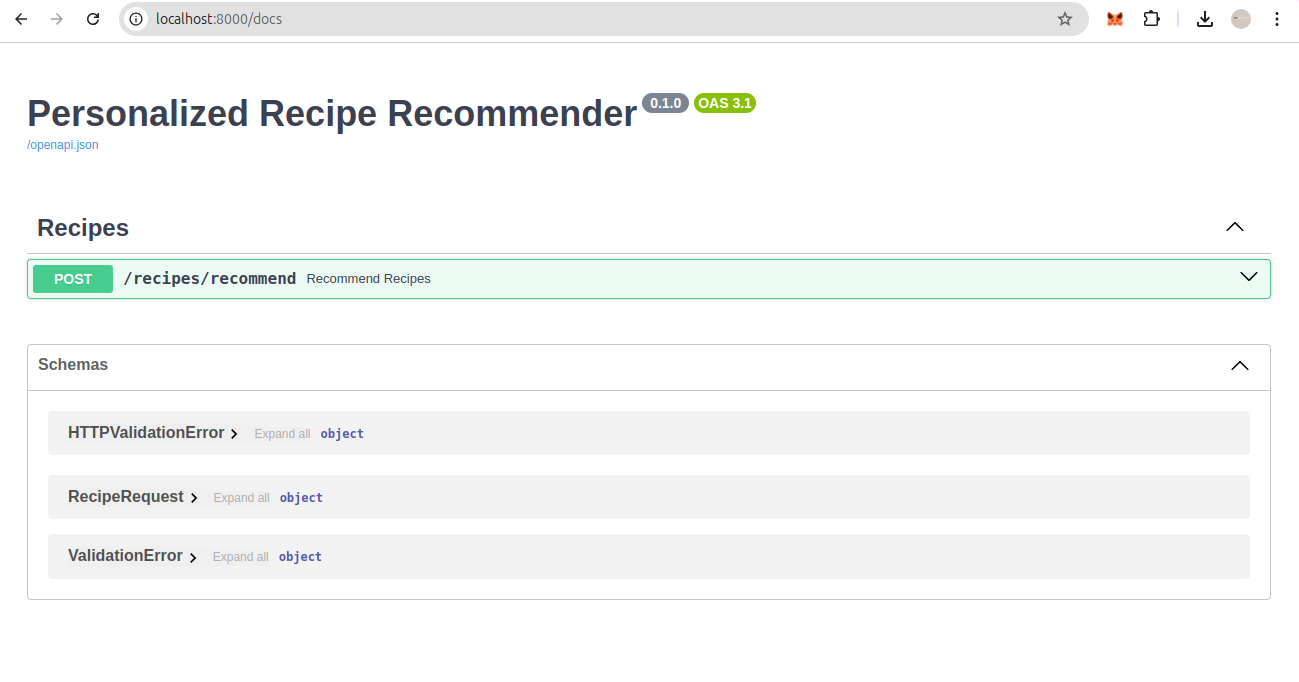 localhost:8000/docs
Personalized Recipe Recommender 0.1.0 OAS 3.1
/openapi.json
Recipes
POST /recipes/recommend Recommend Recipes
Schemas
HTTPValidationError Expand all object
RecipeRequest Expand all object
ValidationError Expand all object